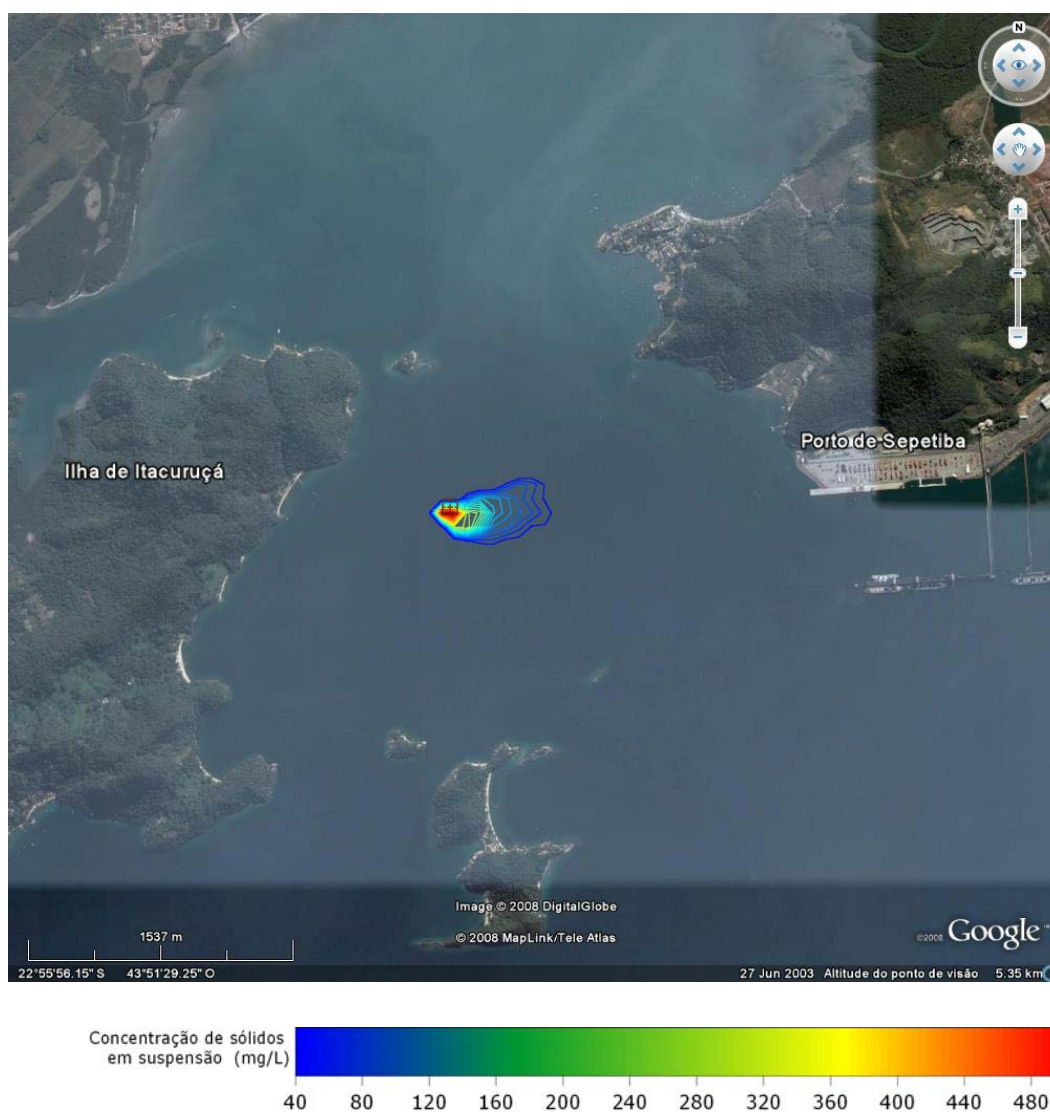 N
Ilha de Itacuruçá
Porto de Sepetiba
Image © 2008 DigitalGlobe
© 2008 MapLink/Tele Atlas
©2008 Google™
1537 m
22°55'56.15" S 43°51'29.25" O
27 Jun 2003 Altitude do ponto de visão 5.35 km
Concentração de sólidos
em suspensão (mg/L)
40 80 120 160 200 240 280 320 360 400 440 480